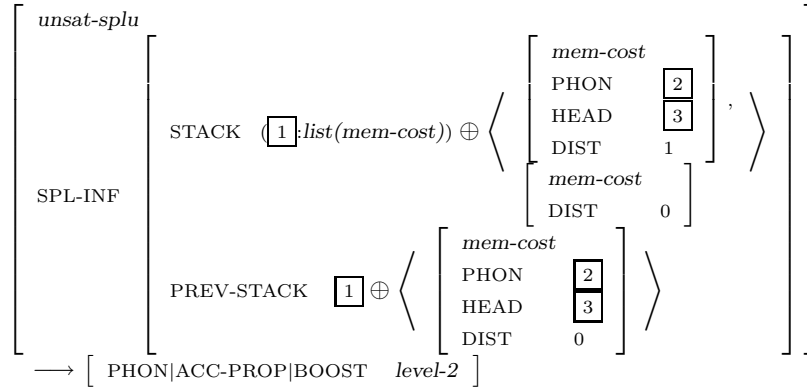 unsat-splu
mem-cost
PHON 2
HEAD 3
DIST 1
,
STACK ( 1 :list(mem-cost)) ⊕ ⟨ ⟩
mem-cost
DIST 0
SPL-INF
mem-cost
PHON 2
HEAD 3
DIST 0
PREV-STACK 1 ⊕ ⟨ ⟩
⟶ [ PHON|ACC-PROP|BOOST level-2 ]